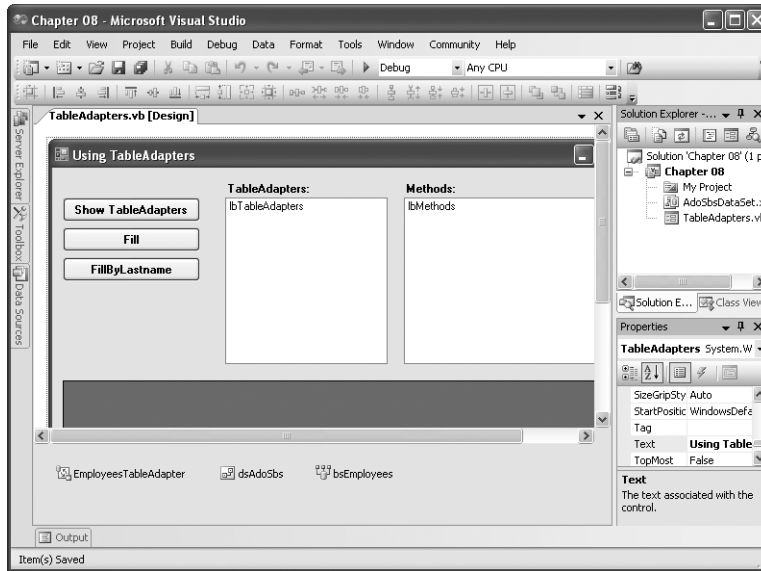 Chapter 08 - Microsoft Visual Studio
File Edit View Project Build Debug Data Format Tools Window Community Help
Debug Any CPU
TableAdapters.vb [Design]
Server Explorer
Toolbox
Data Sources
Using TableAdapters
TableAdapters: Methods:
Show TableAdapters
Fill
FillByLastname
lbTableAdapters
lbMethods
EmployeesTableAdapter dsAdoSbs bsEmployees
Output
Item(s) Saved
Solution Explorer -...
Solution 'Chapter 08' (1 p
Chapter 08
My Project
AdoSbsDataSet.x
TableAdapters.vb
Solution E... Class View
Properties
TableAdapters System.W
SizeGripSty Auto
StartPositic WindowsDefa
Tag
Text Using Table
TopMost False
Text
The text associated with the
control.